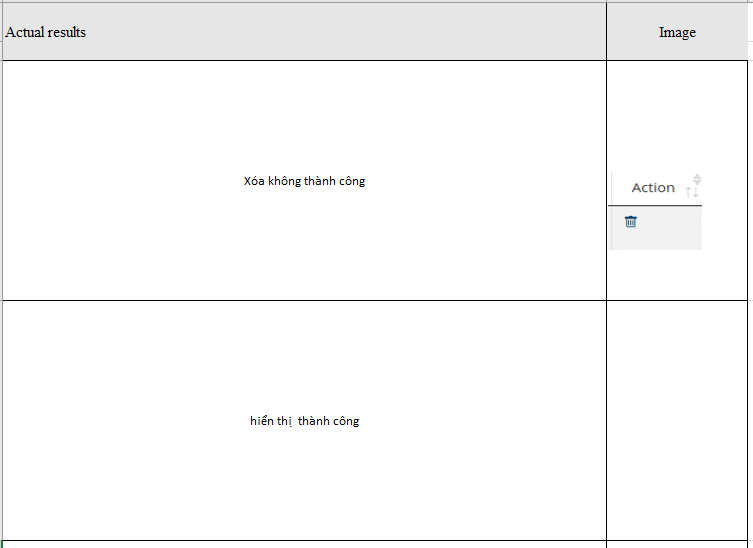 Actual results
Image
Xóa không thành công
Action
hiển thị  thành công